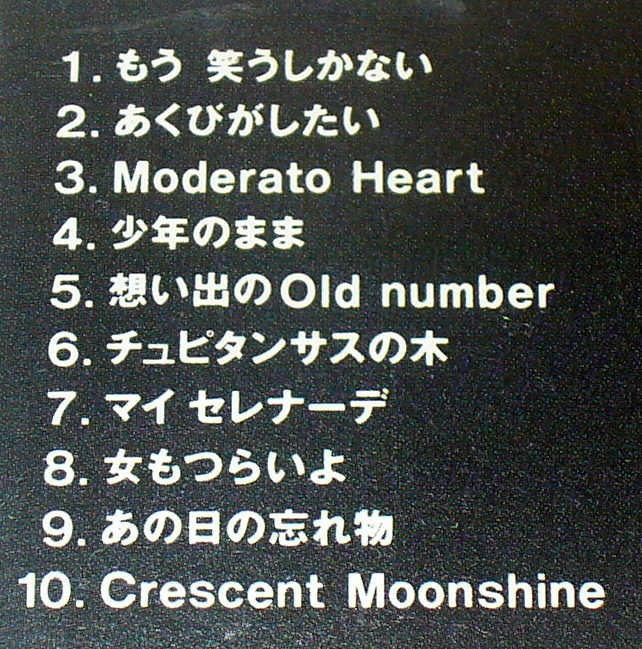 1. もう 笑うしかない
2. あくびがしたい
3. Moderato Heart
4. 少年のまま
5. 想い出のOld number
6. チュピタンサスの木
7. マイ セレナーデ
8. 女もつらいよ
9. あの日の忘れ物
10. Crescent Moonshine